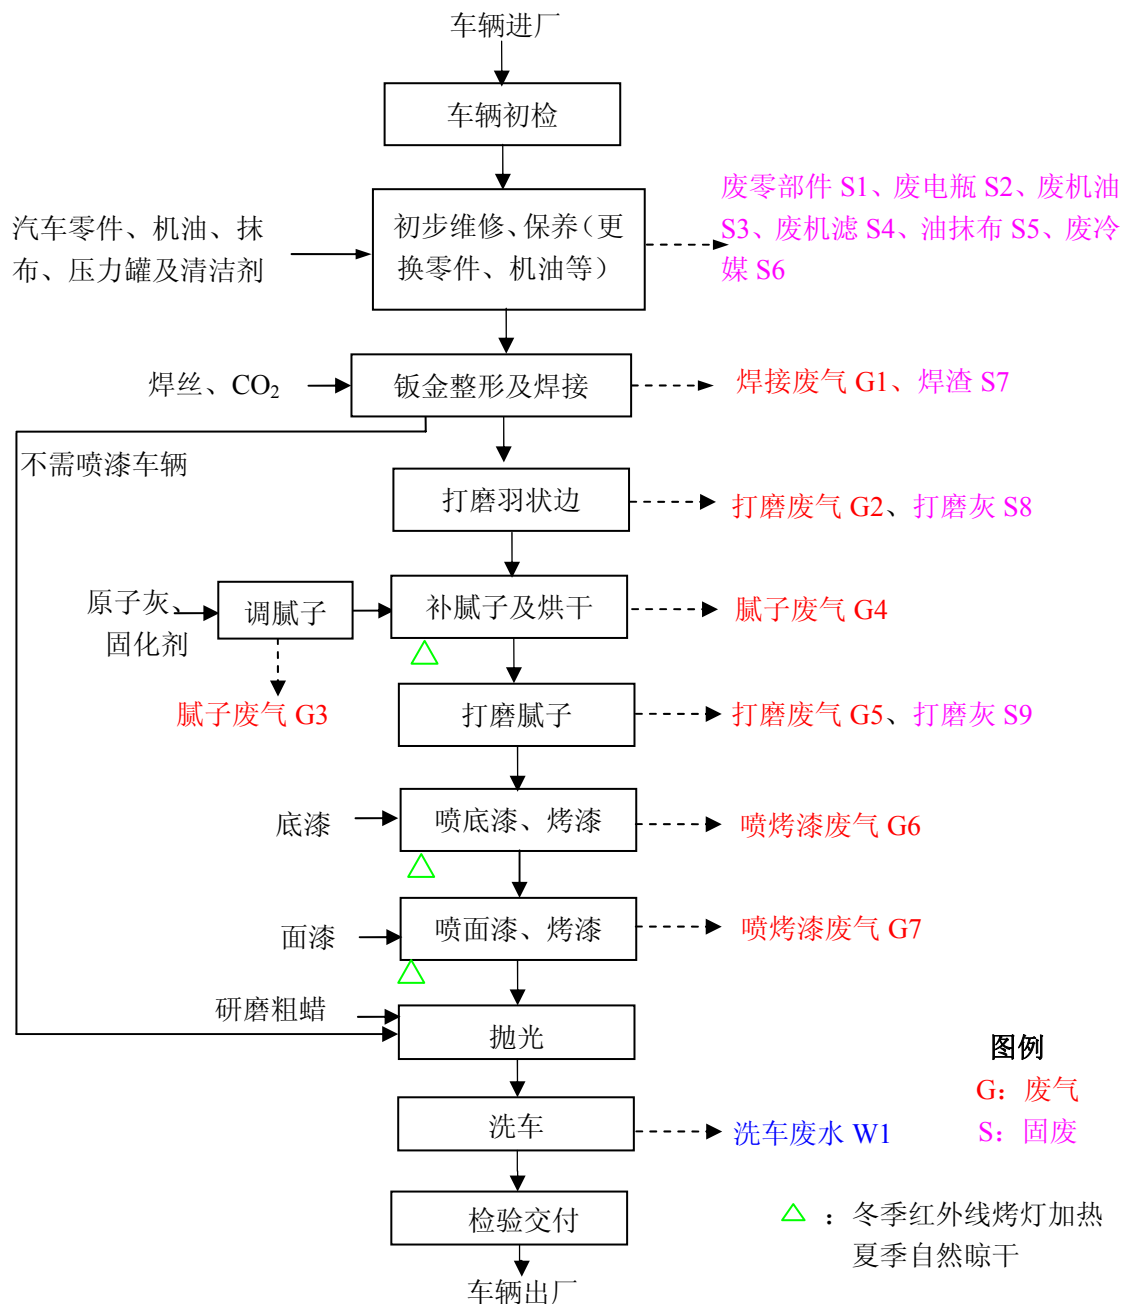 车辆进厂
车辆初检
汽车零件、机油、抹
布、压力罐及清洁剂
初步维修、保养（更
换零件、机油等）
废零部件 S1、废电瓶 S2、废机油
S3、废机滤 S4、油抹布 S5、废冷
媒 S6
焊丝、CO₂
钣金整形及焊接
焊接废气 G1、焊渣 S7
不需喷漆车辆
打磨羽状边
打磨废气 G2、打磨灰 S8
原子灰、
固化剂
调腻子
补腻子及烘干
腻子废气 G4
腻子废气 G3
打磨腻子
打磨废气 G5、打磨灰 S9
底漆
喷底漆、烤漆
喷烤漆废气 G6
面漆
喷面漆、烤漆
喷烤漆废气 G7
研磨粗蜡
抛光
图例
G：废气
S：固废
洗车
洗车废水 W1
检验交付
：冬季红外线烤灯加热
夏季自然晾干
车辆出厂